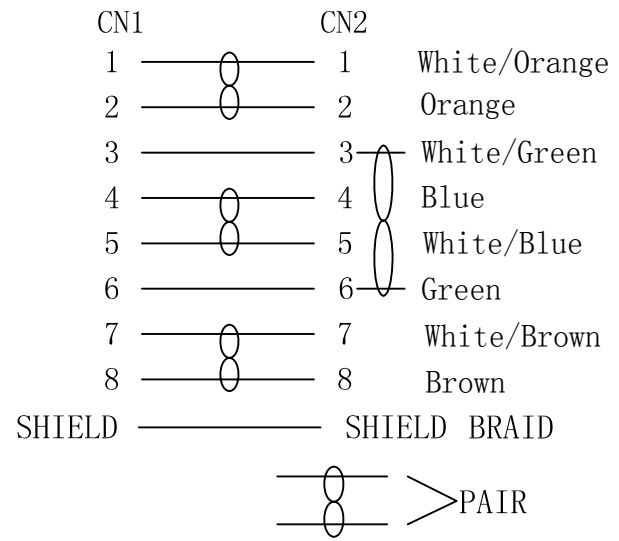 CN1 CN2
1 1 White/Orange
2 2 Orange
3 3 White/Green
4 4 Blue
5 5 White/Blue
6 6 Green
7 7 White/Brown
8 8 Brown
SHIELD SHIELD BRAID
PAIR